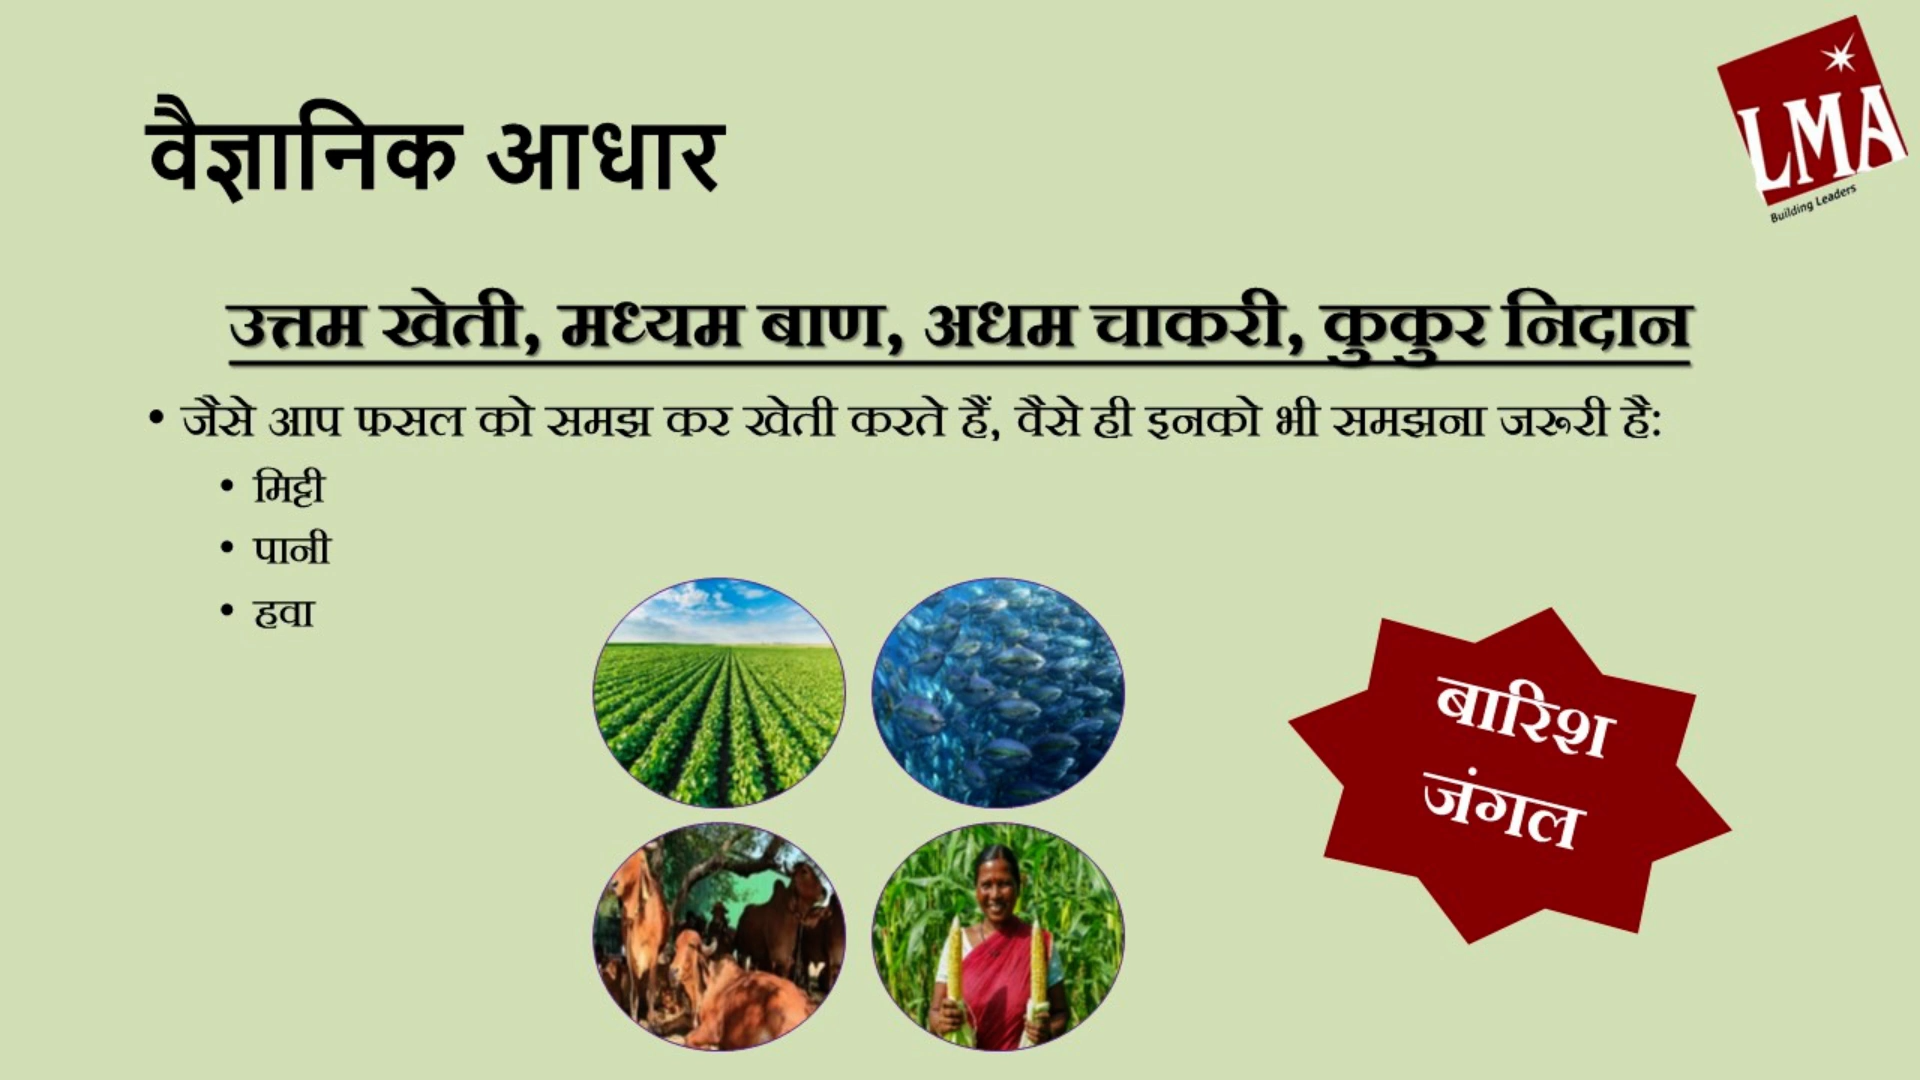 LMA
Building Leaders
वैज्ञानिक आधार
उत्तम खेती, मध्यम बाण, अधम चाकरी, कुकुर निदान
• जैसे आप फसल को समझ कर खेती करते हैं, वैसे ही इनको भी समझना जरूरी है:
• मिट्टी
• पानी
• हवा
बारिश
जंगल